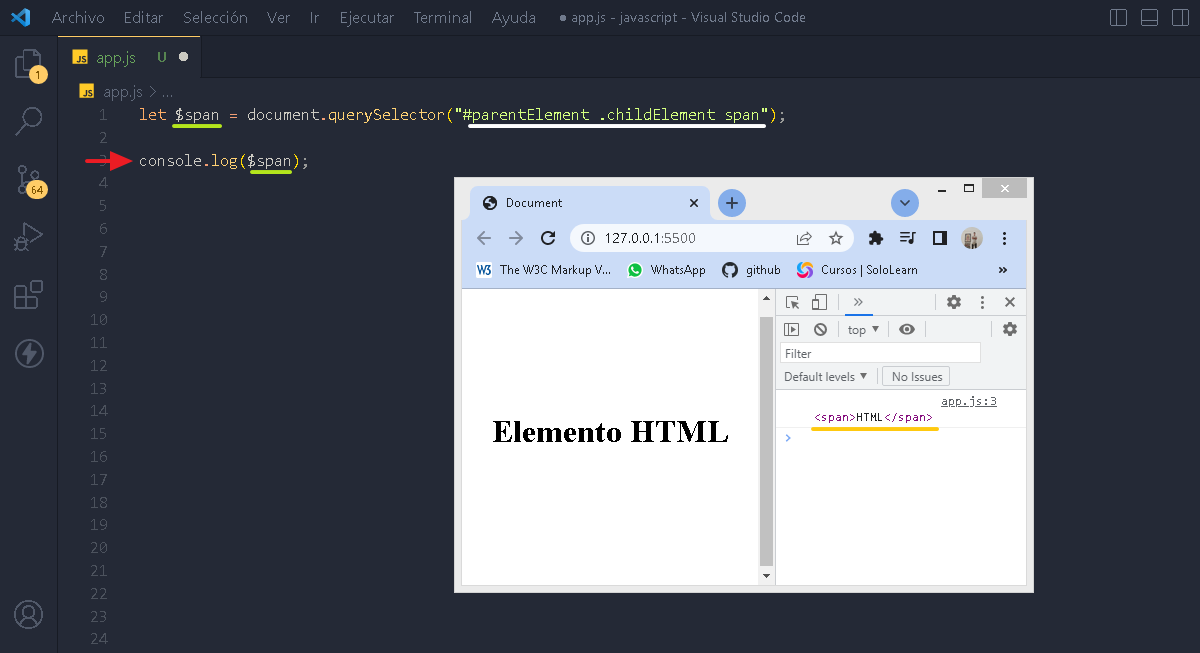 Archivo Editar Selección Ver Ir Ejecutar Terminal Ayuda ● app.js - javascript - Visual Studio Code
JS app.js U ●
1
JS app.js > ...
1 let $span = document.querySelector("#parentElement .childElement span");
2
3 console.log($span);
4
5
6
7
8
9
10
11
12
13
14
15
16
17
18
19
20
21
22
23
24
64
Document
127.0.0.1:5500
W3 The W3C Markup V... WhatsApp github Cursos | SoloLearn »
Elemento HTML
»
top ▼
Filter
Default levels ▼ No Issues
app.js:3
<span>HTML</span>
>